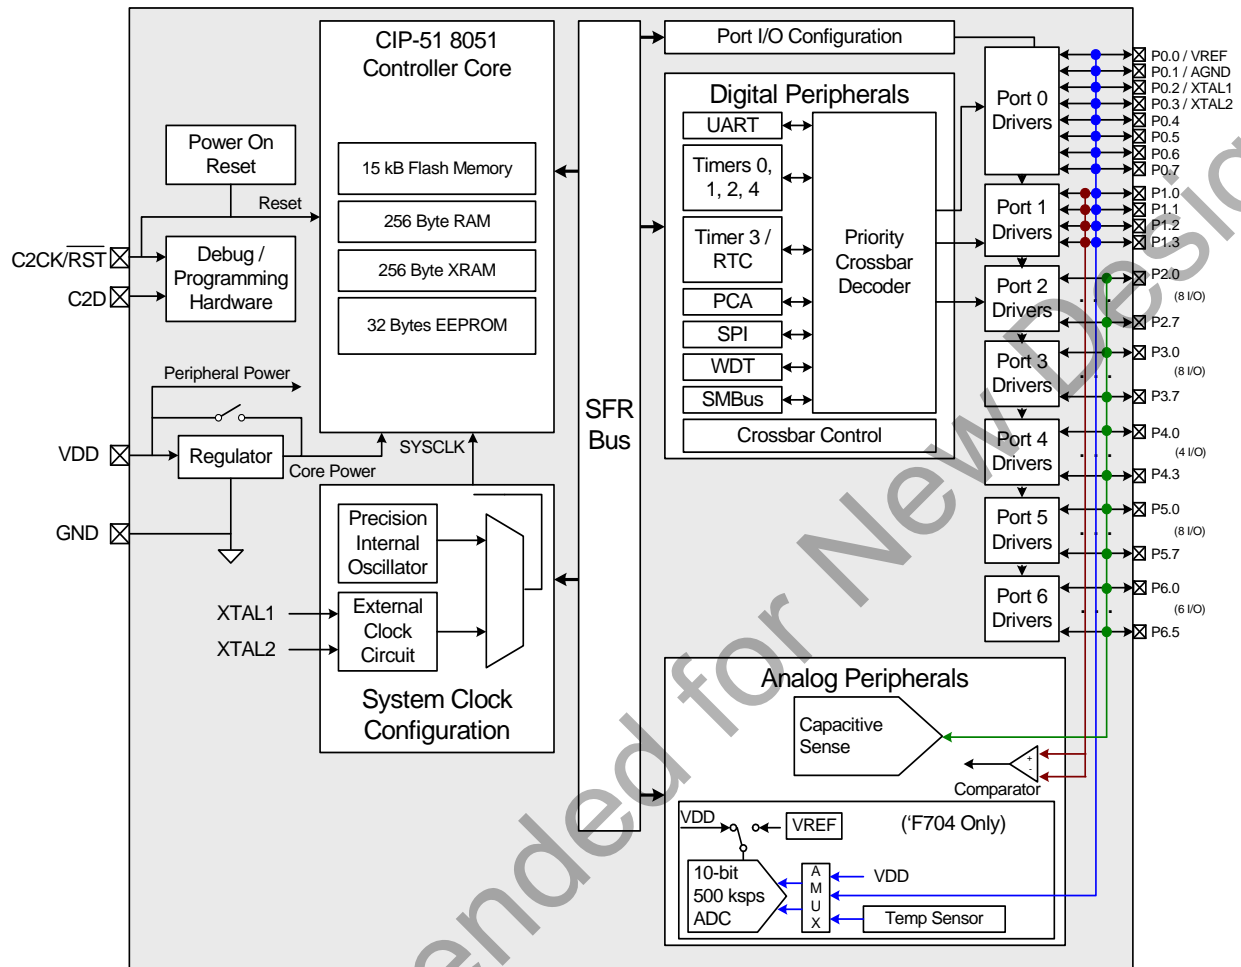 CIP-51 8051
Controller Core
15 kB Flash Memory
256 Byte RAM
256 Byte XRAM
32 Bytes EEPROM
Power On
Reset
Reset
C2CK/RST
C2D
Debug /
Programming
Hardware
Peripheral Power
VDD
Regulator
Core Power
SYSCLK
GND
Precision
Internal
Oscillator
XTAL1
XTAL2
External
Clock
Circuit
System Clock
Configuration
SFR
Bus
Port I/O Configuration
Digital Peripherals
UART
Timers 0,
1, 2, 4
Timer 3 /
RTC
PCA
SPI
WDT
SMBus
Priority
Crossbar
Decoder
Crossbar Control
Port 0
Drivers
Port 1
Drivers
Port 2
Drivers
Port 3
Drivers
Port 4
Drivers
Port 5
Drivers
Port 6
Drivers
P0.0 / VREF
P0.1 / AGND
P0.2 / XTAL1
P0.3 / XTAL2
P0.4
P0.5
P0.6
P0.7
P1.0
P1.1
P1.2
P1.3
P2.0
(8 I/O)
P2.7
P3.0
(8 I/O)
P3.7
P4.0
(4 I/O)
P4.3
P5.0
(8 I/O)
P5.7
P6.0
(6 I/O)
P6.5
Analog Peripherals
Capacitive
Sense
+
-
Comparator
VDD
VREF
('F704 Only)
10-bit
500 ksps
ADC
A
M
U
X
VDD
Temp Sensor
ended for New Desig